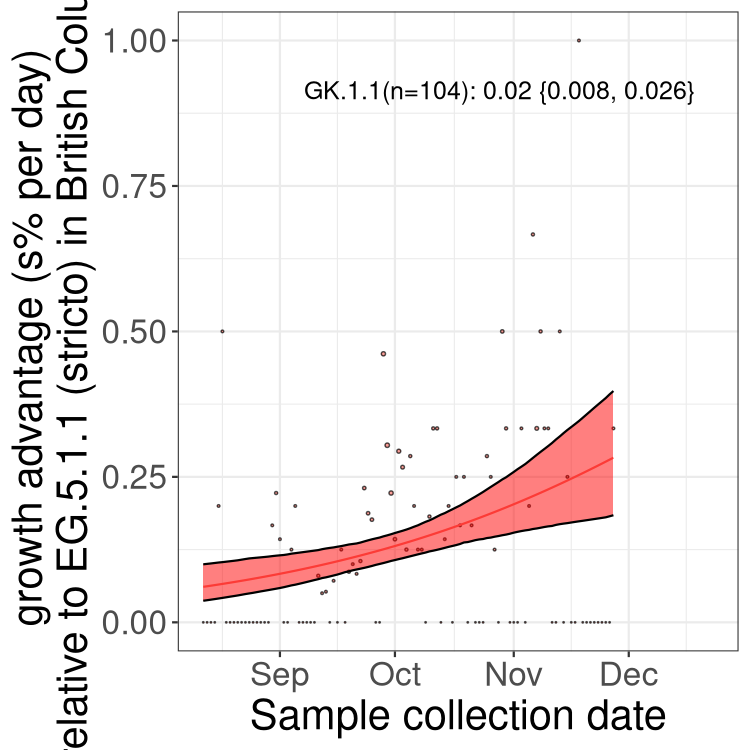 growth advantage (s% per day)
relative to EG.5.1.1 (stricto) in British
1.00
0.75
0.50
0.25
0.00
GK.1.1(n=104): 0.02 {0.008, 0.026}
Sep Oct Nov Dec
Sample collection date